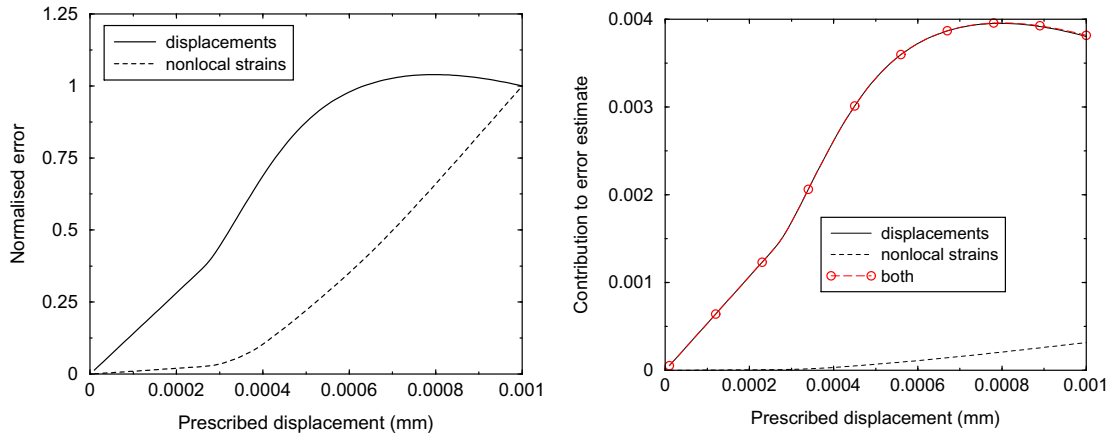 displacements
nonlocal strains
Normalised error
1.25
1
0.75
0.5
0.25
0
0 0.0002 0.0004 0.0006 0.0008 0.001
Prescribed displacement (mm)
displacements
nonlocal strains
both
Contribution to error estimate
0.004
0.003
0.002
0.001
0
0 0.0002 0.0004 0.0006 0.0008 0.001
Prescribed displacement (mm)